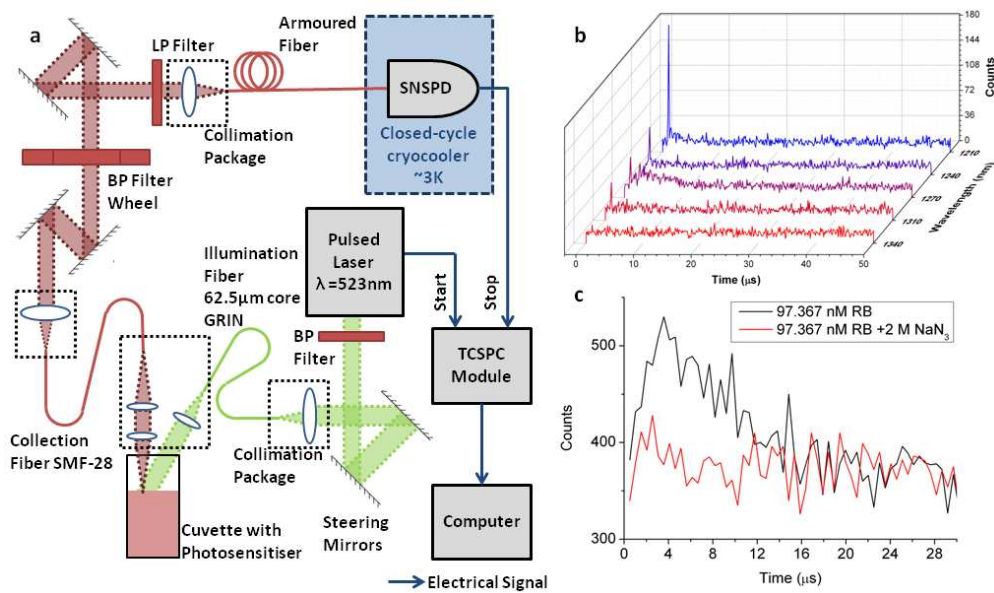 a
LP Filter
Armoured
Fiber
SNSPD
Closed-cycle
cryocooler
~3K
Collimation
Package
BP Filter
Wheel
Illumination
Fiber
62.5µm core
GRIN
Pulsed
Laser
λ =523nm
Start
Stop
BP
Filter
TCSPC
Module
Collection
Fiber SMF-28
Collimation
Package
Cuvette with
Photosensitiser
Steering
Mirrors
Computer
Electrical Signal
b
180
144
108
72
36
0
Counts
1210
1240
1270
1310
1340
Wavelength (nm)
0 10 20 30 40 50
Time (µs)
c
97.367 nM RB
97.367 nM RB +2 M NaN3
500
400
300
Counts
0 4 8 12 16 20 24 28
Time (µs)